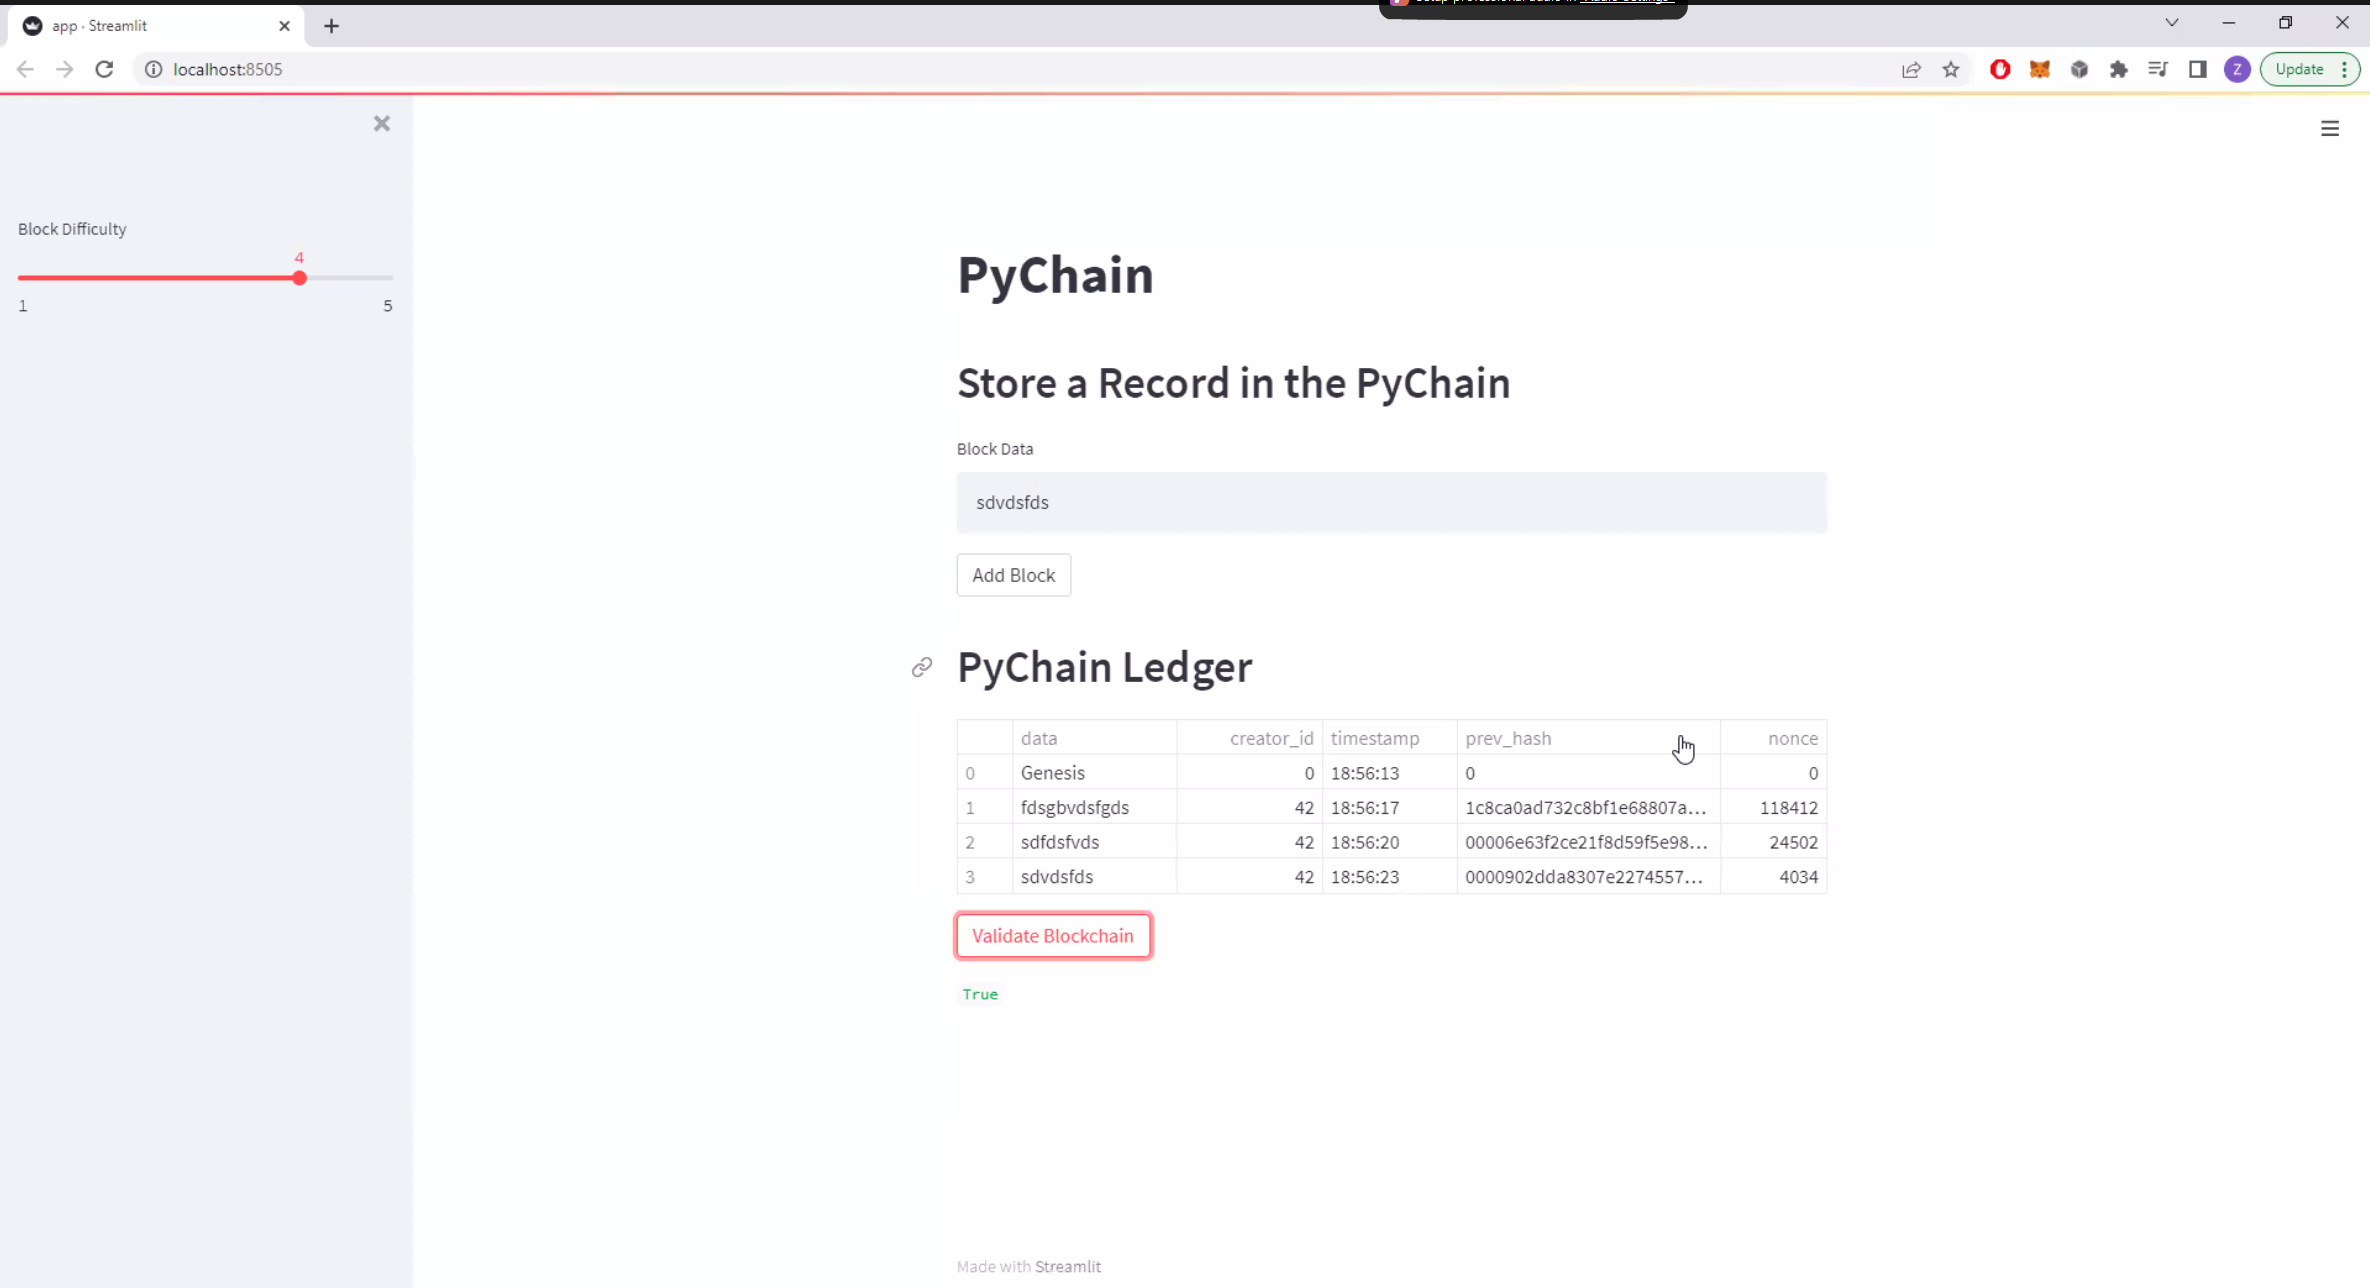 app · Streamlit
localhost:8505
Z
Update
Block Difficulty
4
1 5
PyChain
Store a Record in the PyChain
Block Data
sdvdsfds
Add Block
PyChain Ledger
data creator_id timestamp prev_hash nonce
0 Genesis 0 18:56:13 0 0
1 fdsgbvdsfgds 42 18:56:17 1c8ca0ad732c8bf1e68807a... 118412
2 sdfdsfvds 42 18:56:20 00006e63f2ce21f8d59f5e98... 24502
3 sdvdsfds 42 18:56:23 0000902dda8307e2274557... 4034
Validate Blockchain
True
Made with Streamlit